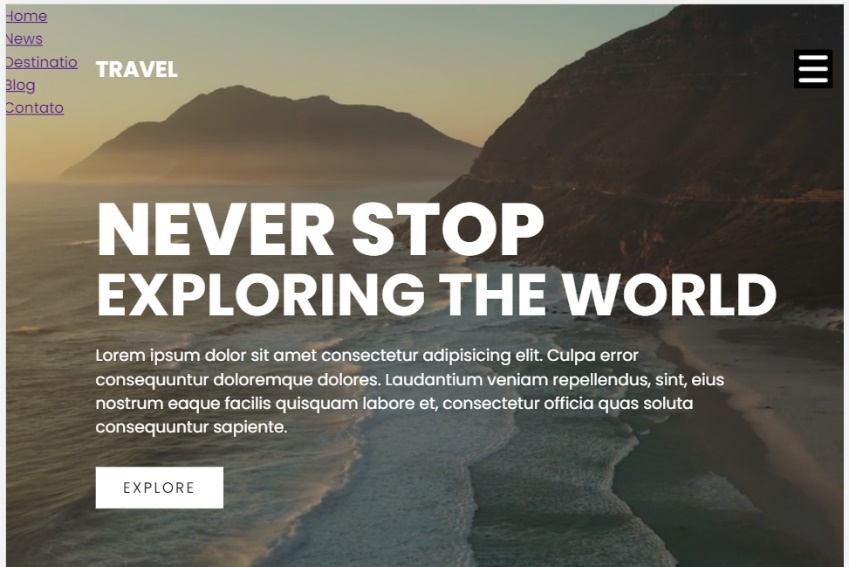 Home
News
Destinatio
Blog
Contato
TRAVEL
NEVER STOP
EXPLORING THE WORLD
Lorem ipsum dolor sit amet consectetur adipisicing elit. Culpa error
consequuntur doloremque dolores. Laudantium veniam repellendus, sint, eius
nostrum eaque facilis quisquam labore et, consectetur officia quas soluta
consequuntur sapiente.
EXPLORE